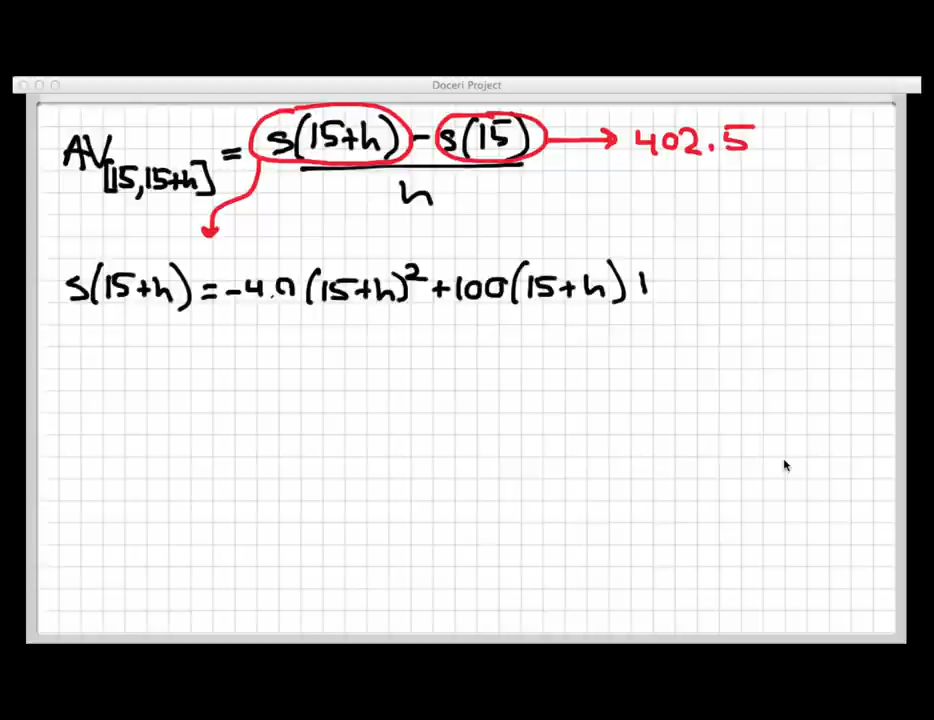 Doceri Project
AV[15,15+h] = s(15+h) - s(15) → 402.5
h
s(15+h) = -4.9(15+h)² + 100(15+h)